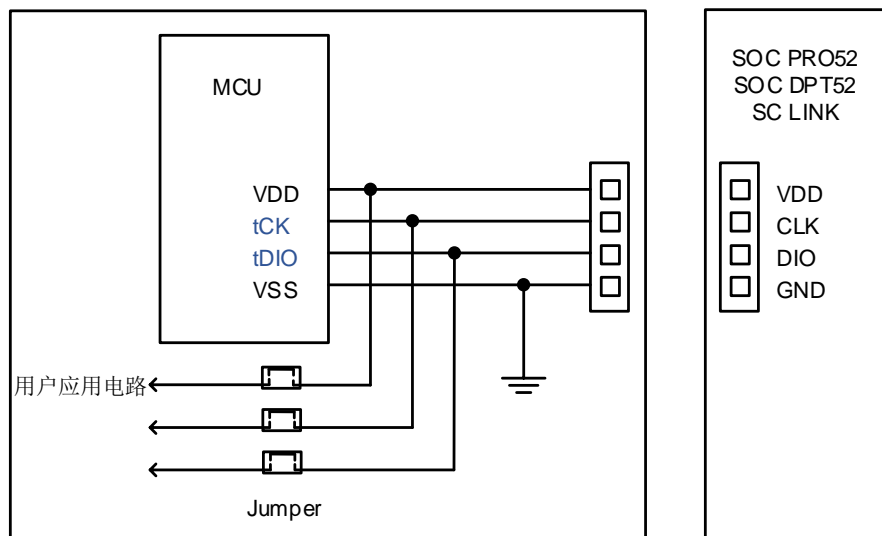 MCU
VDD
tCK
tDIO
VSS
用户应用电路
Jumper
SOC PRO52
SOC DPT52
SC LINK
VDD
CLK
DIO
GND